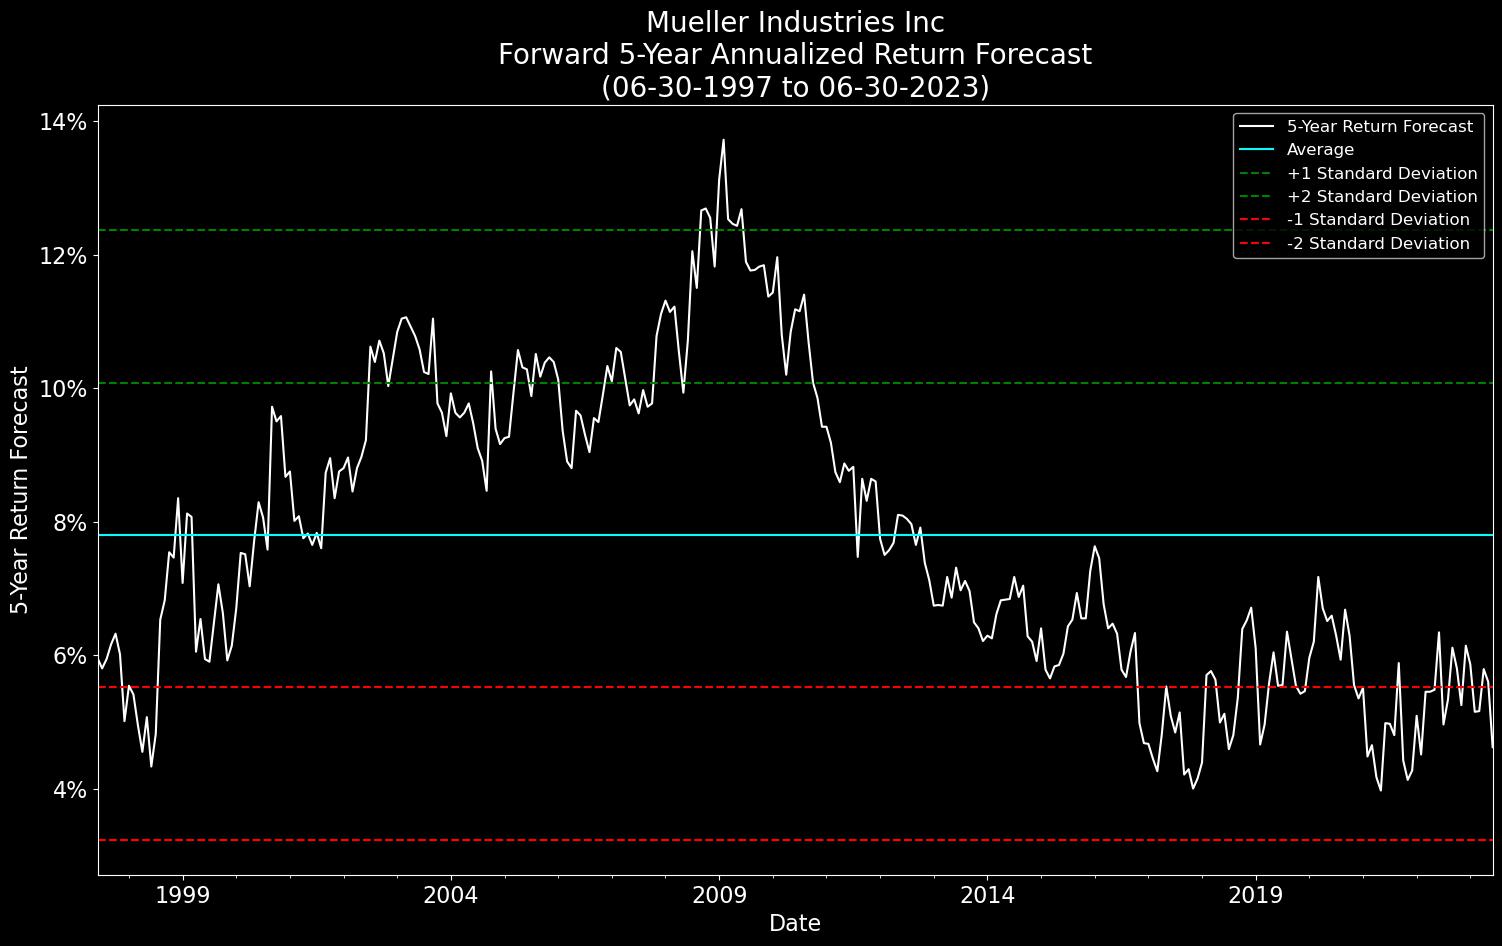 Mueller Industries Inc
Forward 5-Year Annualized Return Forecast
(06-30-1997 to 06-30-2023)
14%
12%
10%
8%
6%
4%
5-Year Return Forecast
5-Year Return Forecast
Average
+1 Standard Deviation
+2 Standard Deviation
-1 Standard Deviation
-2 Standard Deviation
1999 2004 2009 2014 2019
Date